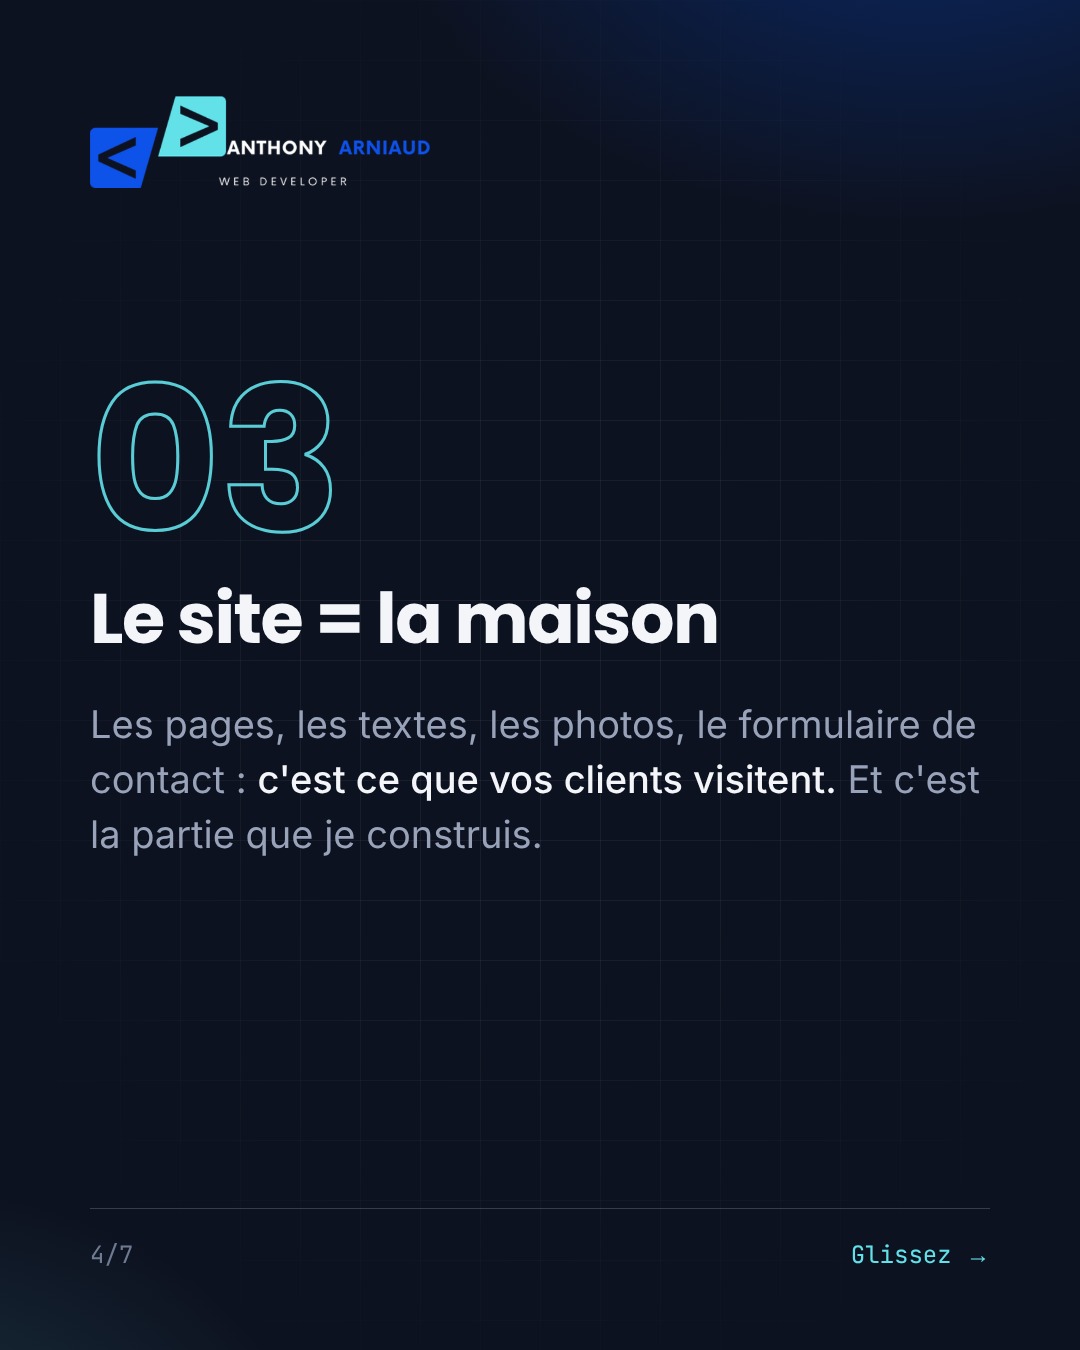 < >
ANTHONY ARNIAUD
WEB DEVELOPER
03
Le site = la maison
Les pages, les textes, les photos, le formulaire de
contact : c'est ce que vos clients visitent. Et c'est
la partie que je construis.
4/7
Glissez →